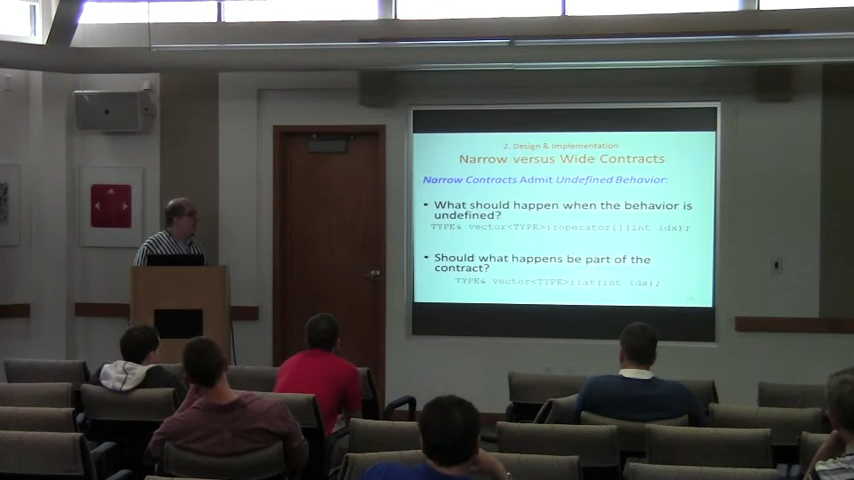 2. Design & Implementation
Narrow versus Wide Contracts
Narrow Contracts Admit Undefined Behavior:
• What should happen when the behavior is
undefined?
TYPE& vector<TYPE>::operator[](int idx);
• Should what happens be part of the
contract?
TYPE& vector<TYPE>::at(int idx);